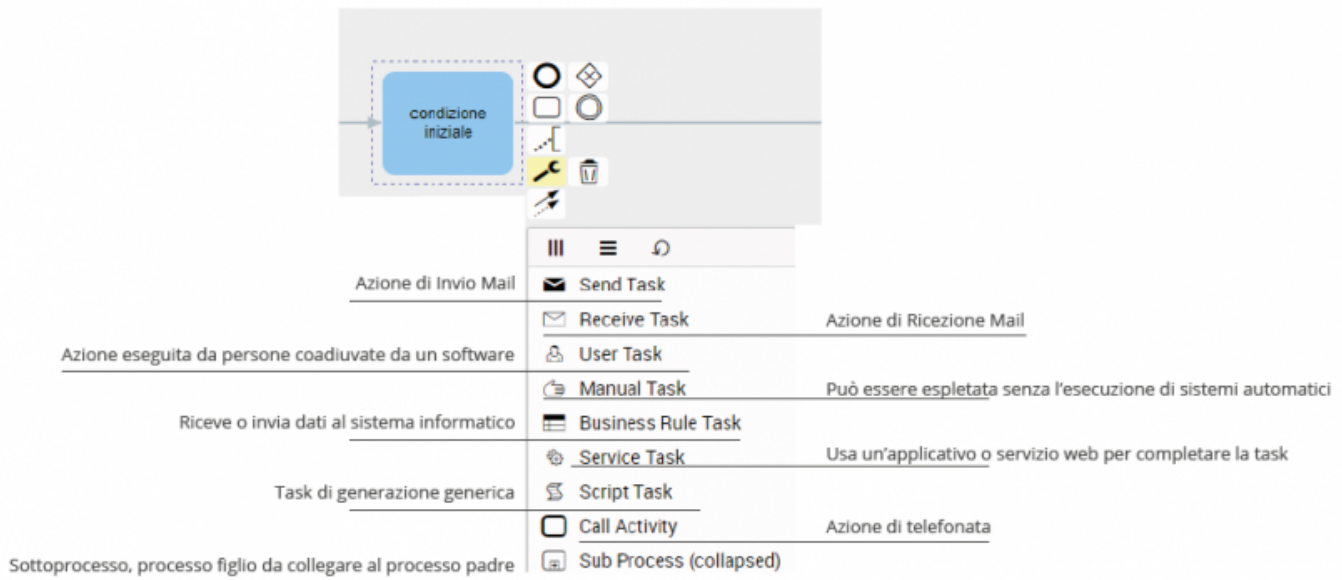 condizione
iniziale
Azione di Invio Mail
Send Task
Receive Task
Azione di Ricezione Mail
Azione eseguita da persone coadiuvate da un software
User Task
Manual Task
Può essere espletata senza l'esecuzione di sistemi automatici
Riceve o invia dati al sistema informatico
Business Rule Task
Service Task
Usa un'applicativo o servizio web per completare la task
Task di generazione generica
Script Task
Call Activity
Azione di telefonata
Sottoprocesso, processo figlio da collegare al processo padre
Sub Process (collapsed)